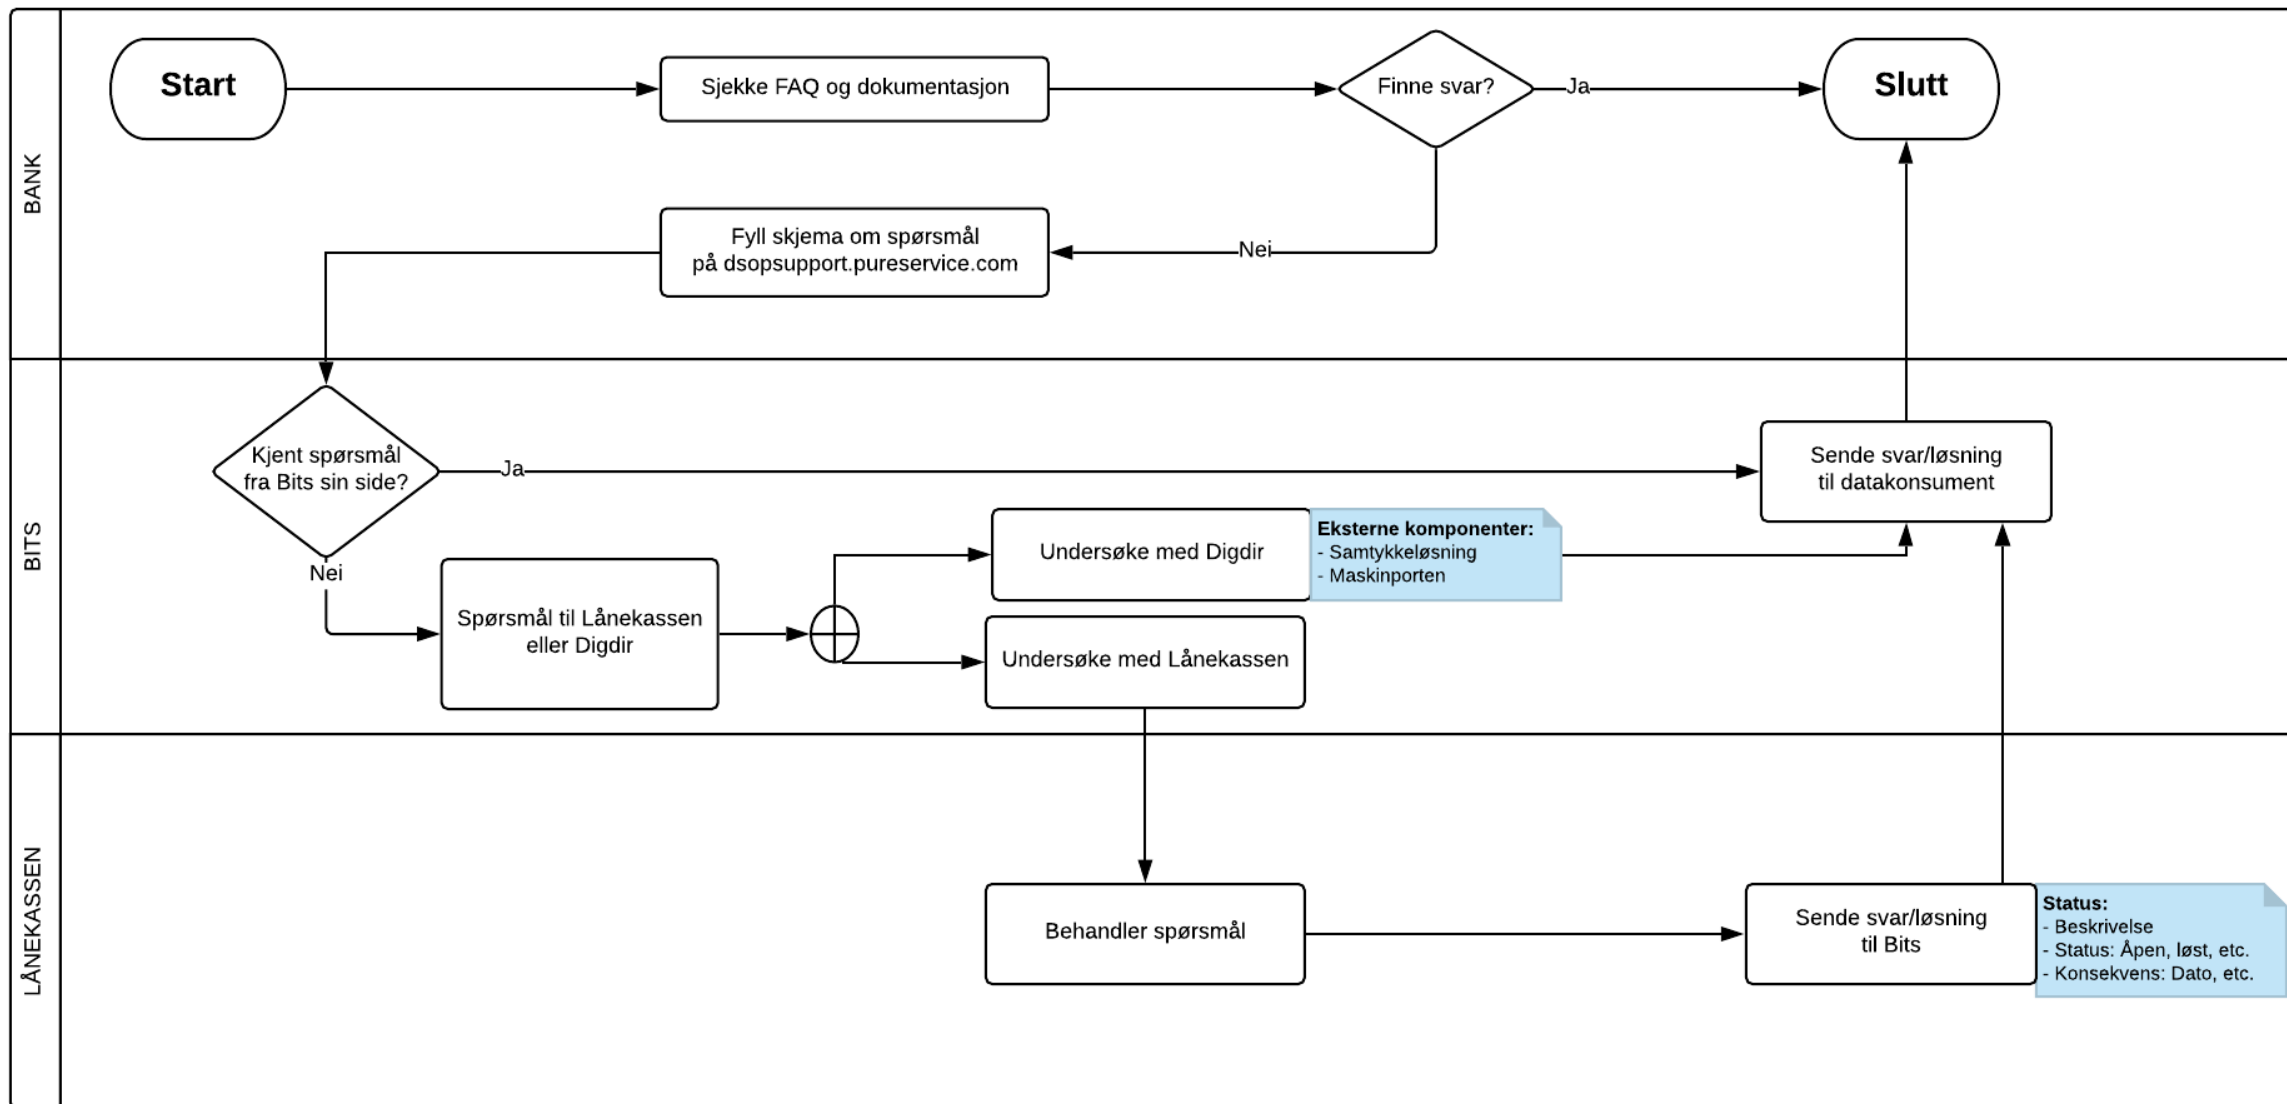 BANK
Start
Sjekke FAQ og dokumentasjon
Finne svar?
Ja
Slutt
Fyll skjema om spørsmål
på dsopsupport.pureservice.com
Nei
BITS
Kjent spørsmål
fra Bits sin side?
Ja
Sende svar/løsning
til datakonsument
Nei
Spørsmål til Lånekassen
eller Digdir
Undersøke med Digdir
Eksterne komponenter:
- Samtykkeløsning
- Maskinporten
Undersøke med Lånekassen
LÅNEKASSEN
Behandler spørsmål
Sende svar/løsning
til Bits
Status:
- Beskrivelse
- Status: Åpen, løst, etc.
- Konsekvens: Dato, etc.